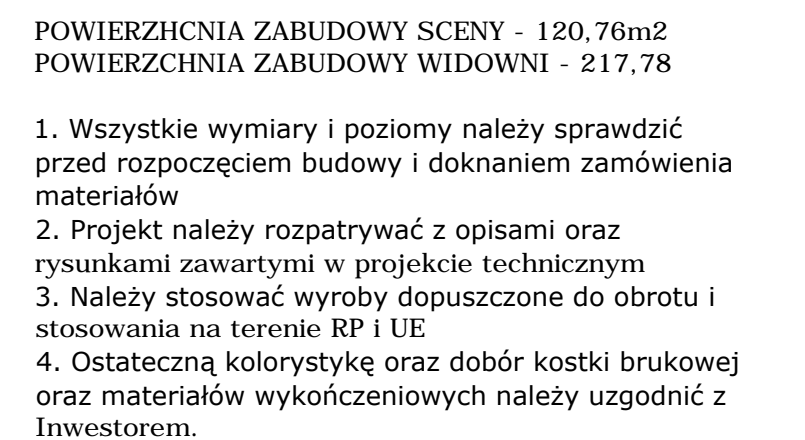 POWIERZHCNIA ZABUDOWY SCENY - 120,76m2
POWIERZCHNIA ZABUDOWY WIDOWNI - 217,78
1. Wszystkie wymiary i poziomy należy sprawdzić
przed rozpoczęciem budowy i doknaniem zamówienia
materiałów
2. Projekt należy rozpatrywać z opisami oraz
rysunkami zawartymi w projekcie technicznym
3. Należy stosować wyroby dopuszczone do obrotu i
stosowania na terenie RP i UE
4. Ostateczną kolorystykę oraz dobór kostki brukowej
oraz materiałów wykończeniowych należy uzgodnić z
Inwestorem.